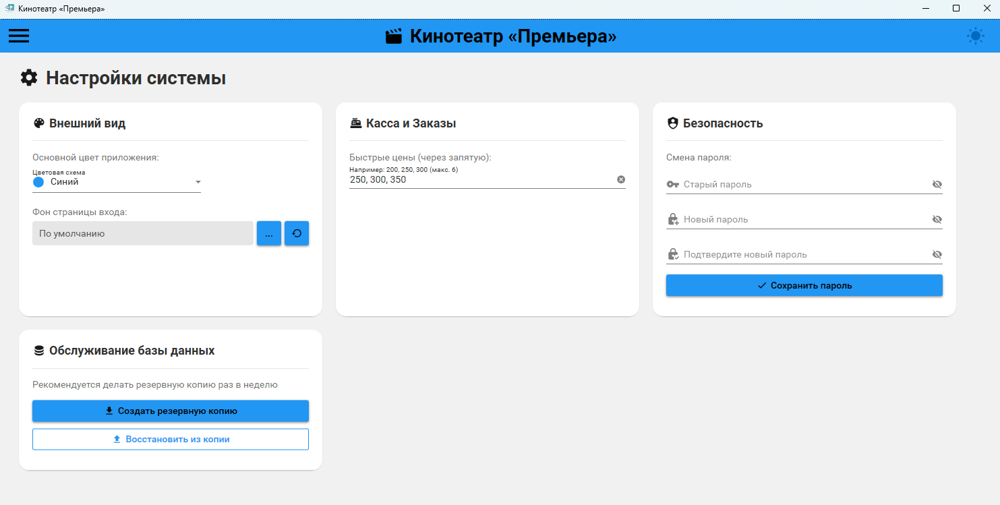 Кинотеатр «Премьера»
Кинотеатр «Премьера»
Настройки системы
Внешний вид
Основной цвет приложения:
Цветовая схема
Синий
Фон страницы входа:
По умолчанию
...
Касса и Заказы
Быстрые цены (через запятую):
Например: 200, 250, 300 (макс. 6)
250, 300, 350
Безопасность
Смена пароля:
Старый пароль
Новый пароль
Подтвердите новый пароль
Сохранить пароль
Обслуживание базы данных
Рекомендуется делать резервную копию раз в неделю
Создать резервную копию
Восстановить из копии